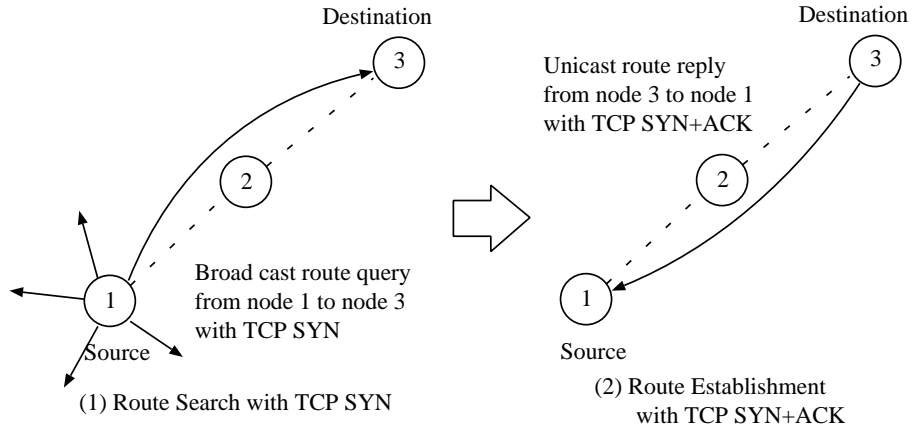 Destination
3
2
1
Broad cast route query
from node 1 to node 3
with TCP SYN
Source
(1) Route Search with TCP SYN
Destination
3
Unicast route reply
from node 3 to node 1
with TCP SYN+ACK
2
1
Source
(2) Route Establishment
with TCP SYN+ACK